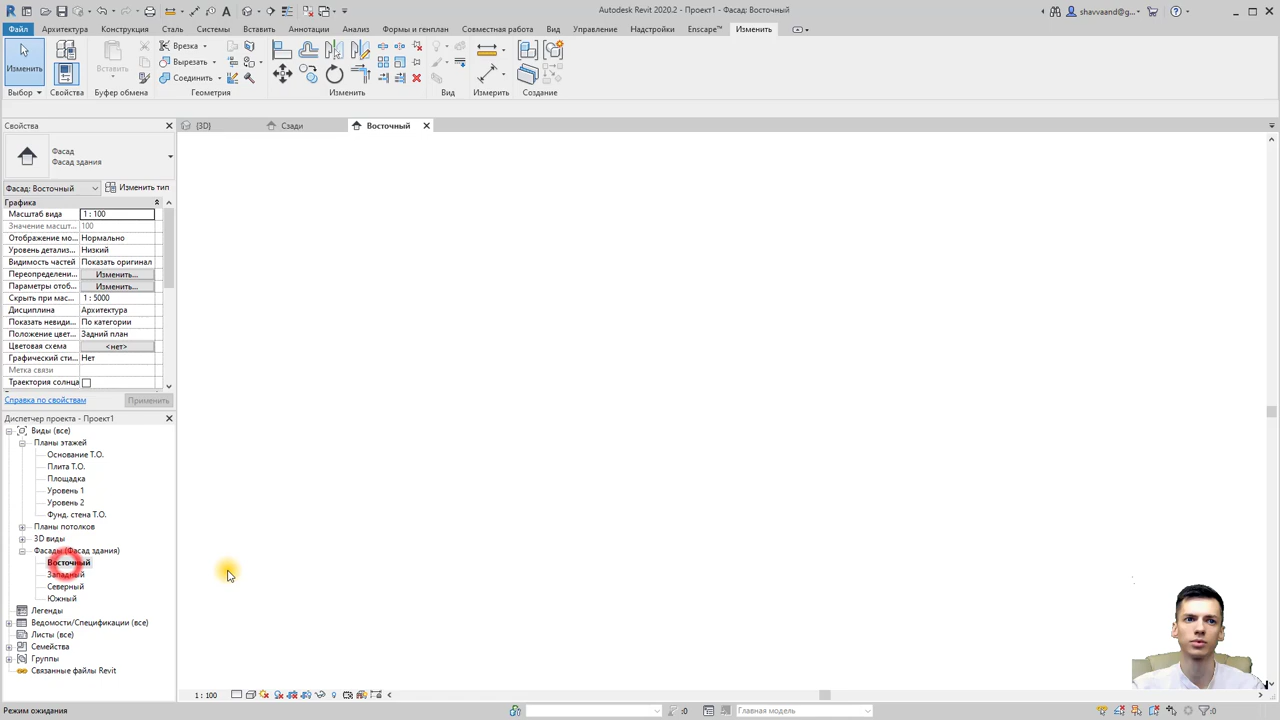 Autodesk Revit 2020.2 - Проект1 - Фасад: Восточный
shavvaand@g...
Файл Архитектура Конструкция Сталь Системы Вставить Аннотации Анализ Формы и генплан Совместная работа Вид Управление Надстройки Enscape™ Изменить
Изменить
Вставить
Врезка
Вырезать
Соединить
Выбор Свойства Буфер обмена Геометрия Изменить Вид Измерить Создание
Свойства
{3D} Сзади Восточный
Фасад
Фасад здания
Фасад: Восточный Изменить тип
Графика
Масштаб вида 1 : 100
Значение масшт... 100
Отображение мо... Нормально
Уровень детализ... Низкий
Видимость частей Показать оригинал
Переопределени... Изменить...
Параметры отоб... Изменить...
Скрыть при мас... 1 : 5000
Дисциплина Архитектура
Показать невиди... По категории
Положение цвет... Задний план
Цветовая схема <нет>
Графический сти... Нет
Метка связи
Траектория солнца
Справка по свойствам Применить
Диспетчер проекта - Проект1
Виды (все)
Планы этажей
Основание Т.О.
Плита Т.О.
Площадка
Уровень 1
Уровень 2
Фунд. стена Т.О.
Планы потолков
3D виды
Фасады (Фасад здания)
Восточный
Западный
Северный
Южный
Легенды
Ведомости/Спецификации (все)
Листы (все)
Семейства
Группы
Связанные файлы Revit
1 : 100
Режим ожидания :0 Главная модель :0